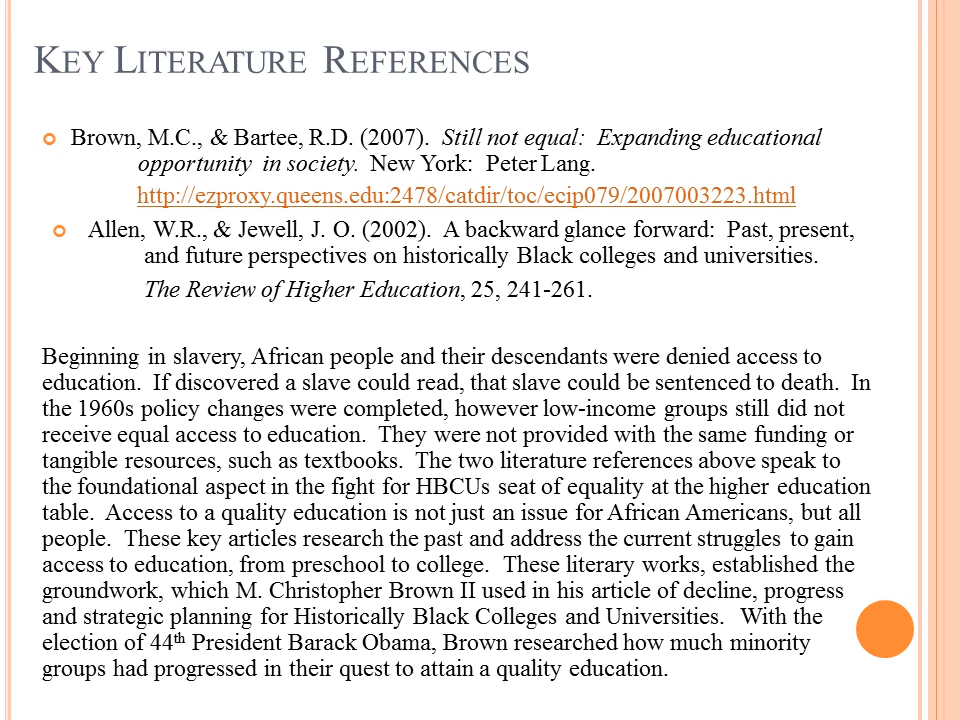 KEY LITERATURE REFERENCES
Brown, M.C., & Bartee, R.D. (2007). Still not equal: Expanding educational
opportunity in society. New York: Peter Lang.
http://ezproxy.queens.edu:2478/catdir/toc/ecip079/2007003223.html
Allen, W.R., & Jewell, J. O. (2002). A backward glance forward: Past, present,
and future perspectives on historically Black colleges and universities.
The Review of Higher Education, 25, 241-261.
Beginning in slavery, African people and their descendants were denied access to
education. If discovered a slave could read, that slave could be sentenced to death. In
the 1960s policy changes were completed, however low-income groups still did not
receive equal access to education. They were not provided with the same funding or
tangible resources, such as textbooks. The two literature references above speak to
the foundational aspect in the fight for HBCUs seat of equality at the higher education
table. Access to a quality education is not just an issue for African Americans, but all
people. These key articles research the past and address the current struggles to gain
access to education, from preschool to college. These literary works, established the
groundwork, which M. Christopher Brown II used in his article of decline, progress
and strategic planning for Historically Black Colleges and Universities. With the
election of 44th President Barack Obama, Brown researched how much minority
groups had progressed in their quest to attain a quality education.